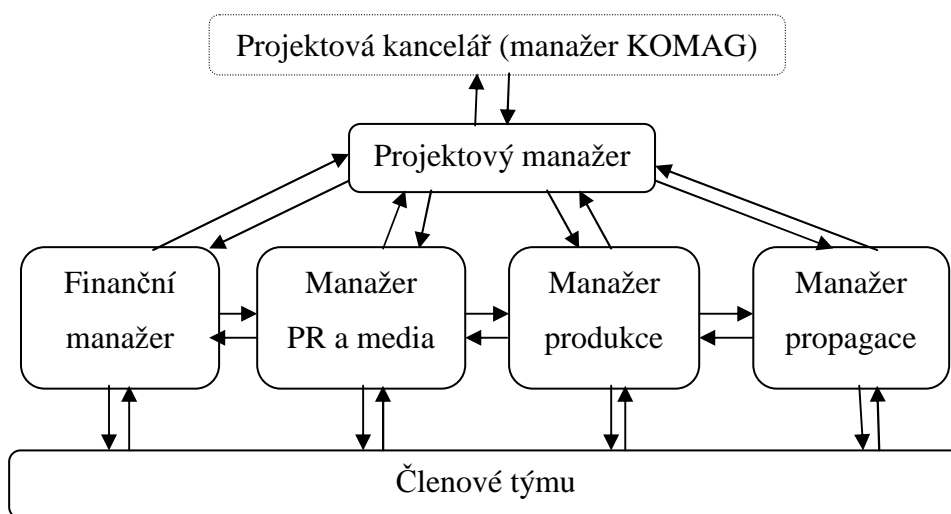 Projektová kancelář (manažer KOMAG)
Projektový manažer
Finanční
manažer
Manažer
PR a media
Manažer
produkce
Manažer
propagace
Členové týmu